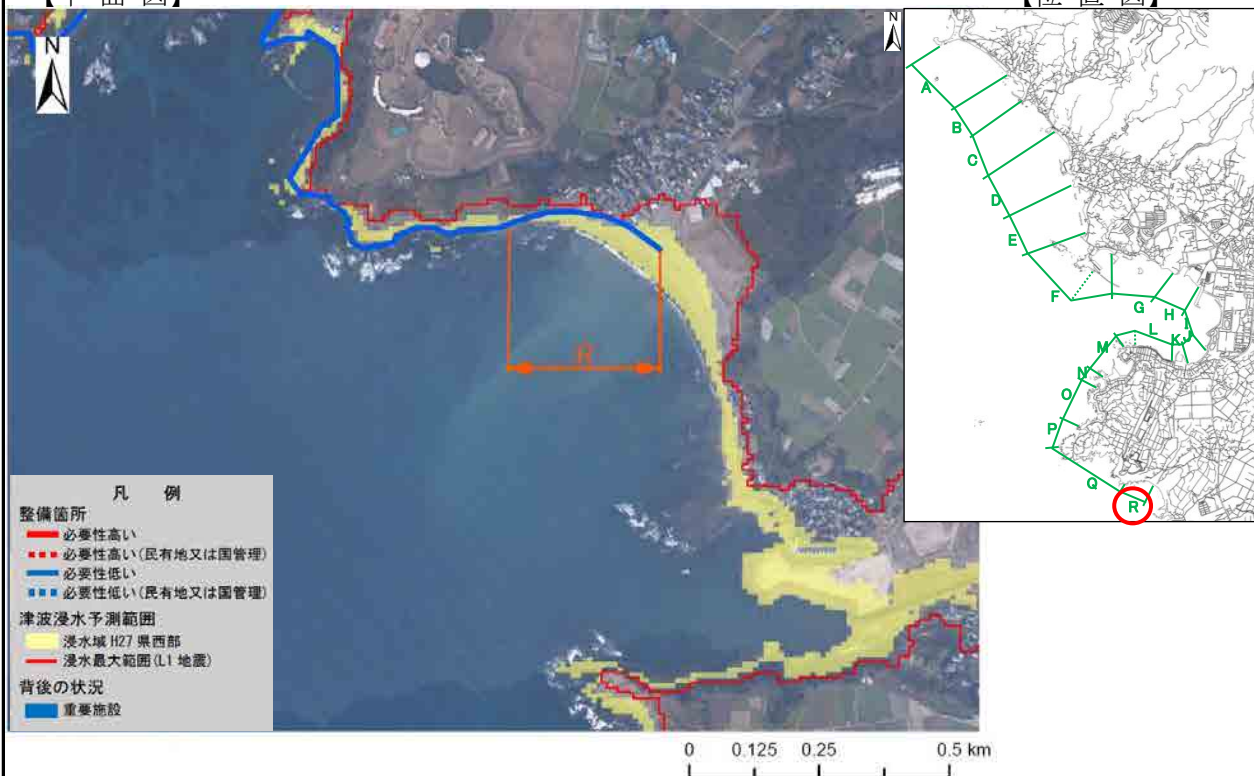 【平面図】
【位置図】
N
N
A
B
C
D
E
F
G
H
I
J
K
L
M
N
O
P
Q
R
R
凡 例
整備箇所
必要性高い
必要性高い(民有地又は国管理)
必要性低い
必要性低い(民有地又は国管理)
津波浸水予測範囲
浸水域 H27 県西部
浸水最大範囲(L1 地震)
背後の状況
重要施設
0 0.125 0.25 0.5 km